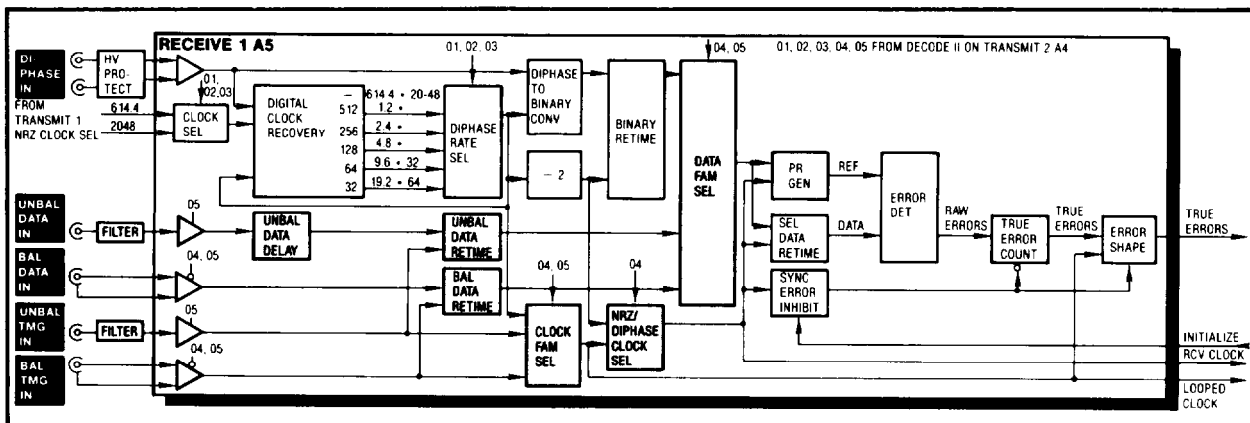 RECEIVE 1 A5
01, 02, 03
04, 05
01, 02, 03, 04, 05 FROM DECODE II ON TRANSMIT 2 A4
DI-
PHASE
IN
HV
PRO-
TECT
FROM
TRANSMIT 1
NRZ CLOCK SEL
614.4
2048
01,
02,03
CLOCK
SEL
DIGITAL
CLOCK
RECOVERY
—
512
256
128
64
32
614.4 • 20-48
1.2 •
2.4 •
4.8 •
9.6 • 32
19.2 • 64
DIPHASE
RATE
SEL
DIPHASE
TO
BINARY
CONV
— 2
BINARY
RETIME
DATA
FAM
SEL
PR
GEN
REF
SEL
DATA
RETIME
DATA
ERROR
DET
RAW
ERRORS
TRUE
ERROR
COUNT
TRUE
ERRORS
ERROR
SHAPE
TRUE
ERRORS
UNBAL
DATA
IN
FILTER
05
UNBAL
DATA
DELAY
UNBAL
DATA
RETIME
BAL
DATA
IN
04, 05
BAL
DATA
RETIME
04, 05
04
UNBAL
TMG
IN
FILTER
05
CLOCK
FAM
SEL
NRZ/
DIPHASE
CLOCK
SEL
SYNC
ERROR
INHIBIT
BAL
TMG
IN
04, 05
INITIALIZE
RCV CLOCK
LOOPED
CLOCK